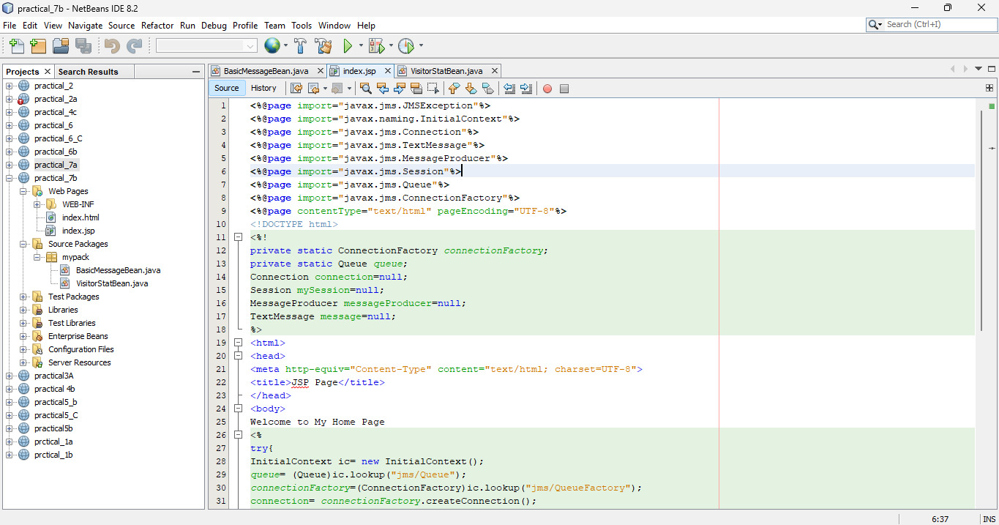 practical_7b - NetBeans IDE 8.2
File Edit View Navigate Source Refactor Run Debug Profile Team Tools Window Help
Search (Ctrl+I)
Projects
Search Results
practical_2
practical_2a
practical_4c
practical_6
practical_6_C
practical_6b
practical_7a
practical_7b
Web Pages
WEB-INF
index.html
index.jsp
Source Packages
mypack
BasicMessageBean.java
VisitorStatBean.java
Test Packages
Libraries
Test Libraries
Enterprise Beans
Configuration Files
Server Resources
practical3A
practical 4b
practical5_b
practical5_C
practical5b
prctical_1a
prctical_1b
BasicMessageBean.java
index.jsp
VisitorStatBean.java
Source History
1 <%@page import="javax.jms.JMSException"%>
2 <%@page import="javax.naming.InitialContext"%>
3 <%@page import="javax.jms.Connection"%>
4 <%@page import="javax.jms.TextMessage"%>
5 <%@page import="javax.jms.MessageProducer"%>
6 <%@page import="javax.jms.Session"%>
7 <%@page import="javax.jms.Queue"%>
8 <%@page import="javax.jms.ConnectionFactory"%>
9 <%@page contentType="text/html" pageEncoding="UTF-8"%>
10 <!DOCTYPE html>
11 <%!
12 private static ConnectionFactory connectionFactory;
13 private static Queue queue;
14 Connection connection=null;
15 Session mySession=null;
16 MessageProducer messageProducer=null;
17 TextMessage message=null;
18 %>
19 <html>
20 <head>
21 <meta http-equiv="Content-Type" content="text/html; charset=UTF-8">
22 <title>JSP Page</title>
23 </head>
24 <body>
25 Welcome to My Home Page
26 <%
27 try{
28 InitialContext ic= new InitialContext();
29 queue= (Queue)ic.lookup("jms/Queue");
30 connectionFactory=(ConnectionFactory)ic.lookup("jms/QueueFactory");
31 connection= connectionFactory.createConnection();
6:37
INS